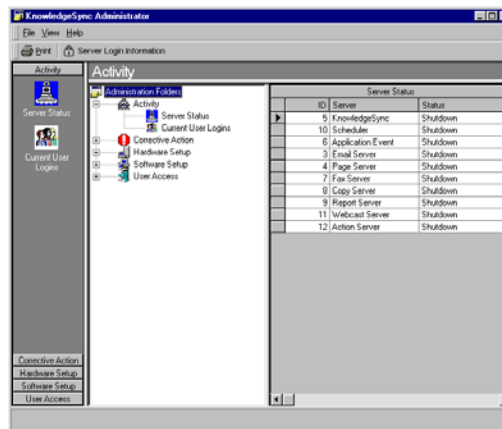 KnowledgeSync Administrator
File View Help
Print Server Login Information
Activity
Server Status
Current User Logins
Corrective Action
Hardware Setup
Software Setup
User Access
Activity
Administration Folders
Activity
Server Status
Current User Logins
Corrective Action
Hardware Setup
Software Setup
User Access
Server Status
ID Server Status
5 KnowledgeSync Shutdown
10 Scheduler Shutdown
6 Application Event Shutdown
3 Email Server Shutdown
4 Page Server Shutdown
7 Fax Server Shutdown
8 Copy Server Shutdown
9 Report Server Shutdown
11 Webcast Server Shutdown
12 Action Server Shutdown